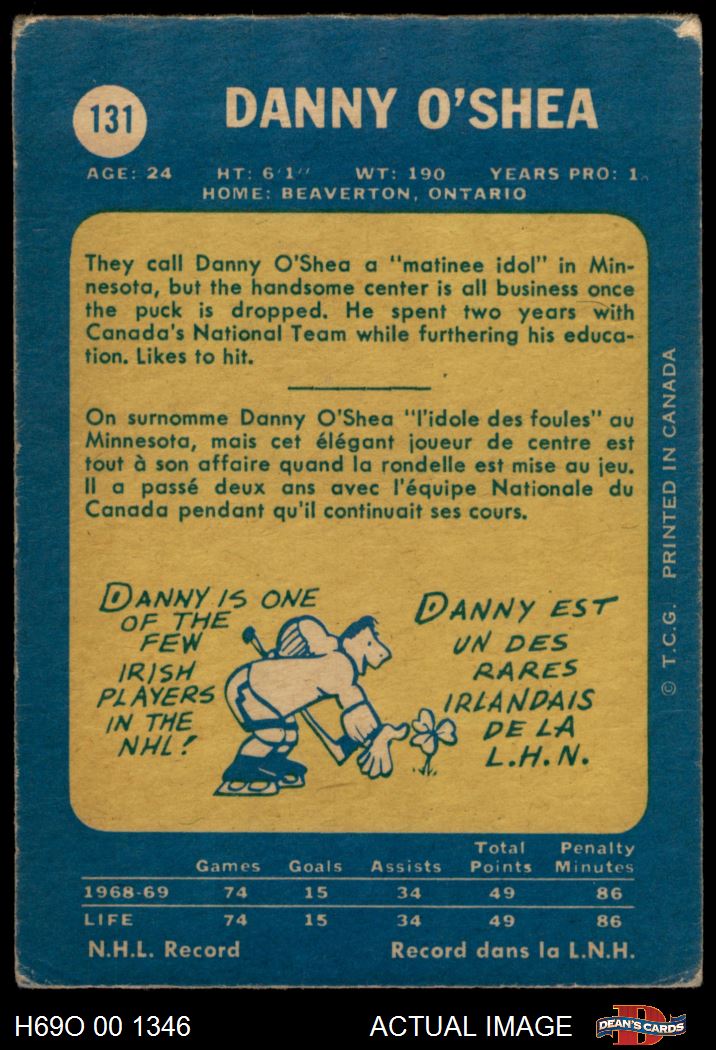 131
DANNY O'SHEA
AGE: 24 HT: 6'1" WT: 190 YEARS PRO: 1
HOME: BEAVERTON, ONTARIO
They call Danny O'Shea a "matinee idol" in Min-
nesota, but the handsome center is all business once
the puck is dropped. He spent two years with
Canada's National Team while furthering his educa-
tion. Likes to hit.
On surnomme Danny O'Shea "l'idole des foules" au
Minnesota, mais cet élégant joueur de centre est
tout à son affaire quand la rondelle est mise au jeu.
Il a passé deux ans avec l'équipe Nationale du
Canada pendant qu'il continuait ses cours.
DANNY IS ONE
OF THE
FEW
IRISH
PLAYERS
IN THE
NHL!
DANNY EST
UN DES
RARES
IRLANDAIS
DE LA
L.H.N.
© T.C.G. PRINTED IN CANADA
Games Goals Assists Total Points Penalty Minutes
1968-69 74 15 34 49 86
LIFE 74 15 34 49 86
N.H.L. Record Record dans la L.N.H.
H69O 00 1346 ACTUAL IMAGE
D
DEAN'S CARDS